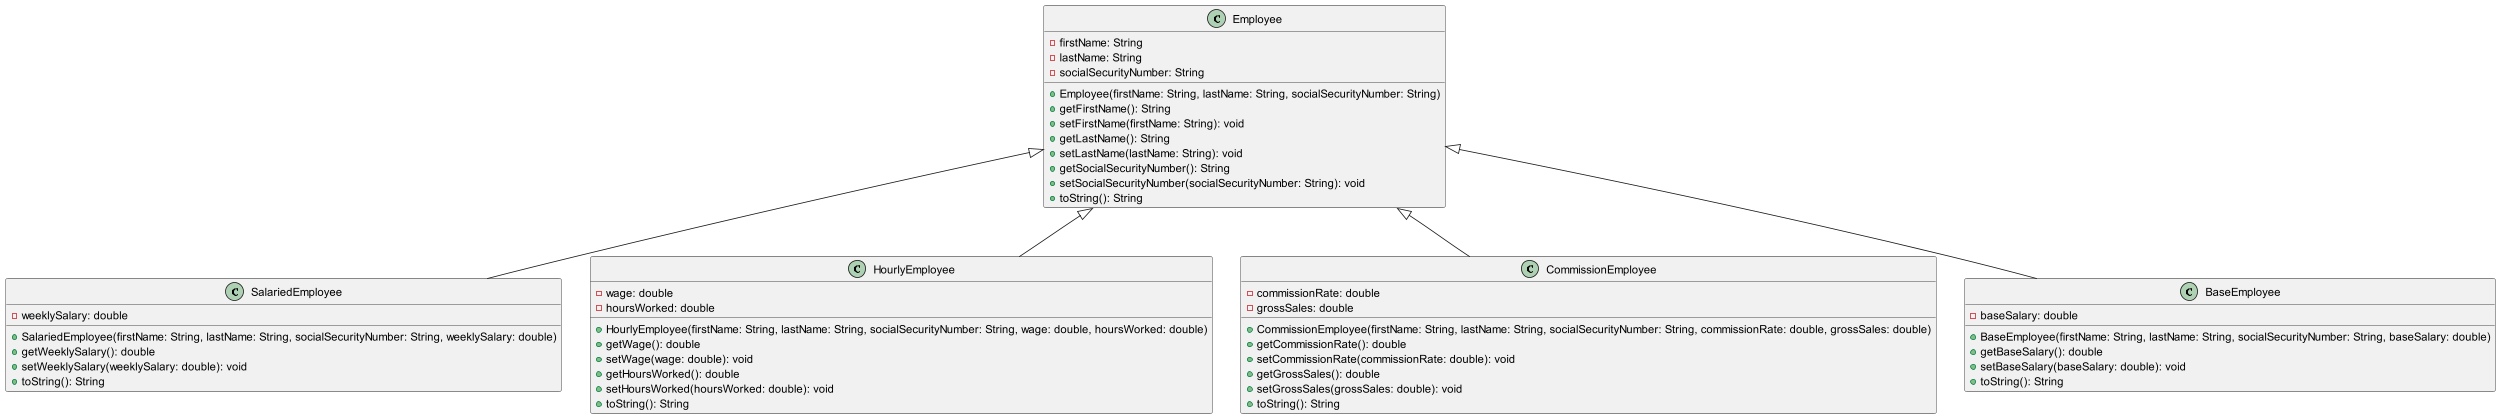 Employee
firstName: String
lastName: String
socialSecurityNumber: String
Employee(firstName: String, lastName: String, socialSecurityNumber: String)
getFirstName(): String
setFirstName(firstName: String): void
getLastName(): String
setLastName(lastName: String): void
getSocialSecurityNumber(): String
setSocialSecurityNumber(socialSecurityNumber: String): void
toString(): String
SalariedEmployee
weeklySalary: double
SalariedEmployee(firstName: String, lastName: String, socialSecurityNumber: String, weeklySalary: double)
getWeeklySalary(): double
setWeeklySalary(weeklySalary: double): void
toString(): String
HourlyEmployee
wage: double
hoursWorked: double
HourlyEmployee(firstName: String, lastName: String, socialSecurityNumber: String, wage: double, hoursWorked: double)
getWage(): double
setWage(wage: double): void
getHoursWorked(): double
setHoursWorked(hoursWorked: double): void
toString(): String
CommissionEmployee
commissionRate: double
grossSales: double
CommissionEmployee(firstName: String, lastName: String, socialSecurityNumber: String, commissionRate: double, grossSales: double)
getCommissionRate(): double
setCommissionRate(commissionRate: double): void
getGrossSales(): double
setGrossSales(grossSales: double): void
toString(): String
BaseEmployee
baseSalary: double
BaseEmployee(firstName: String, lastName: String, socialSecurityNumber: String, baseSalary: double)
getBaseSalary(): double
setBaseSalary(baseSalary: double): void
toString(): String